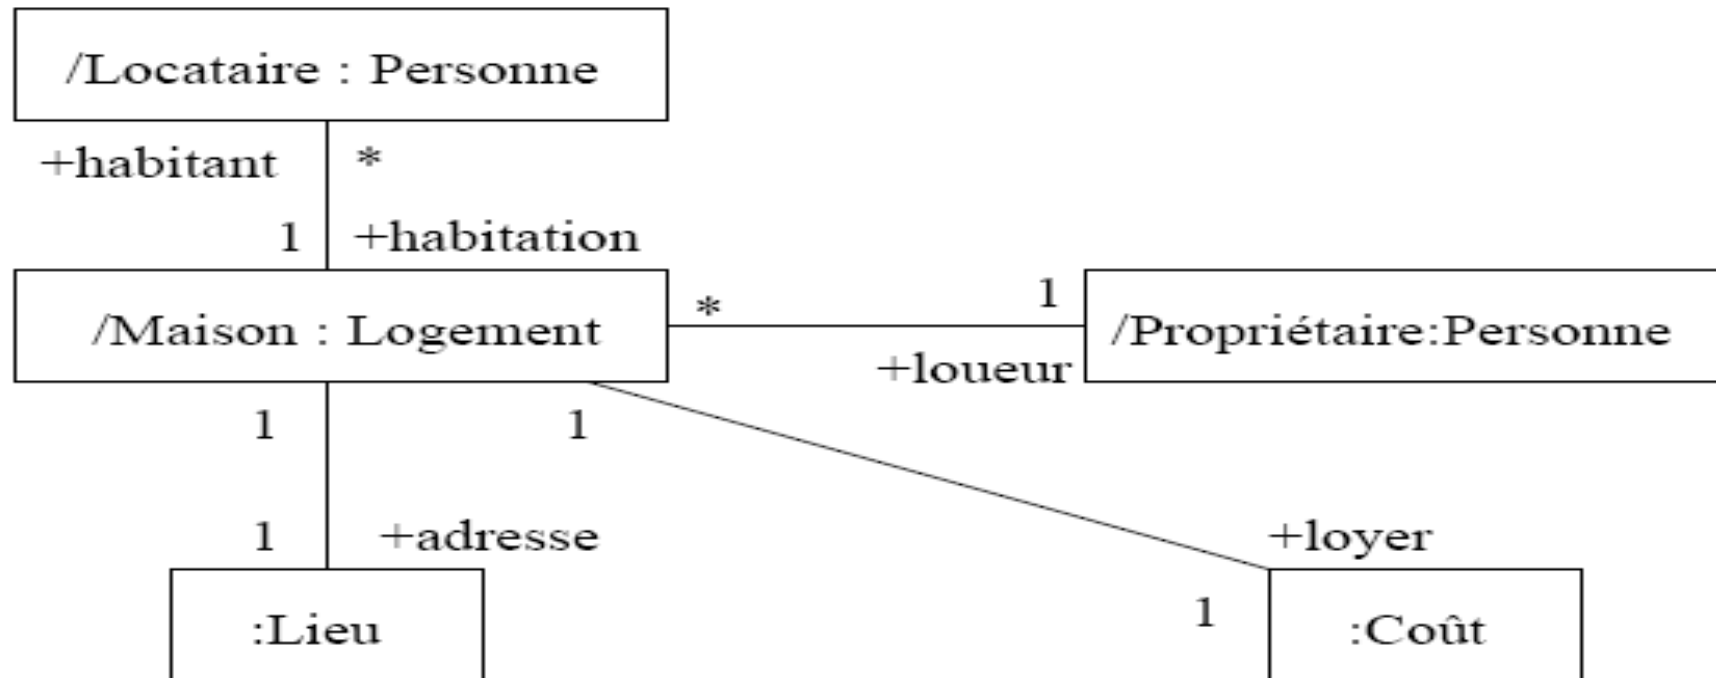 /Locataire : Personne
+habitant *
1 +habitation
/Maison : Logement
* 1
+loueur
/Propriétaire:Personne
1 1
1 +adresse
+loyer
1
:Lieu
:Coût